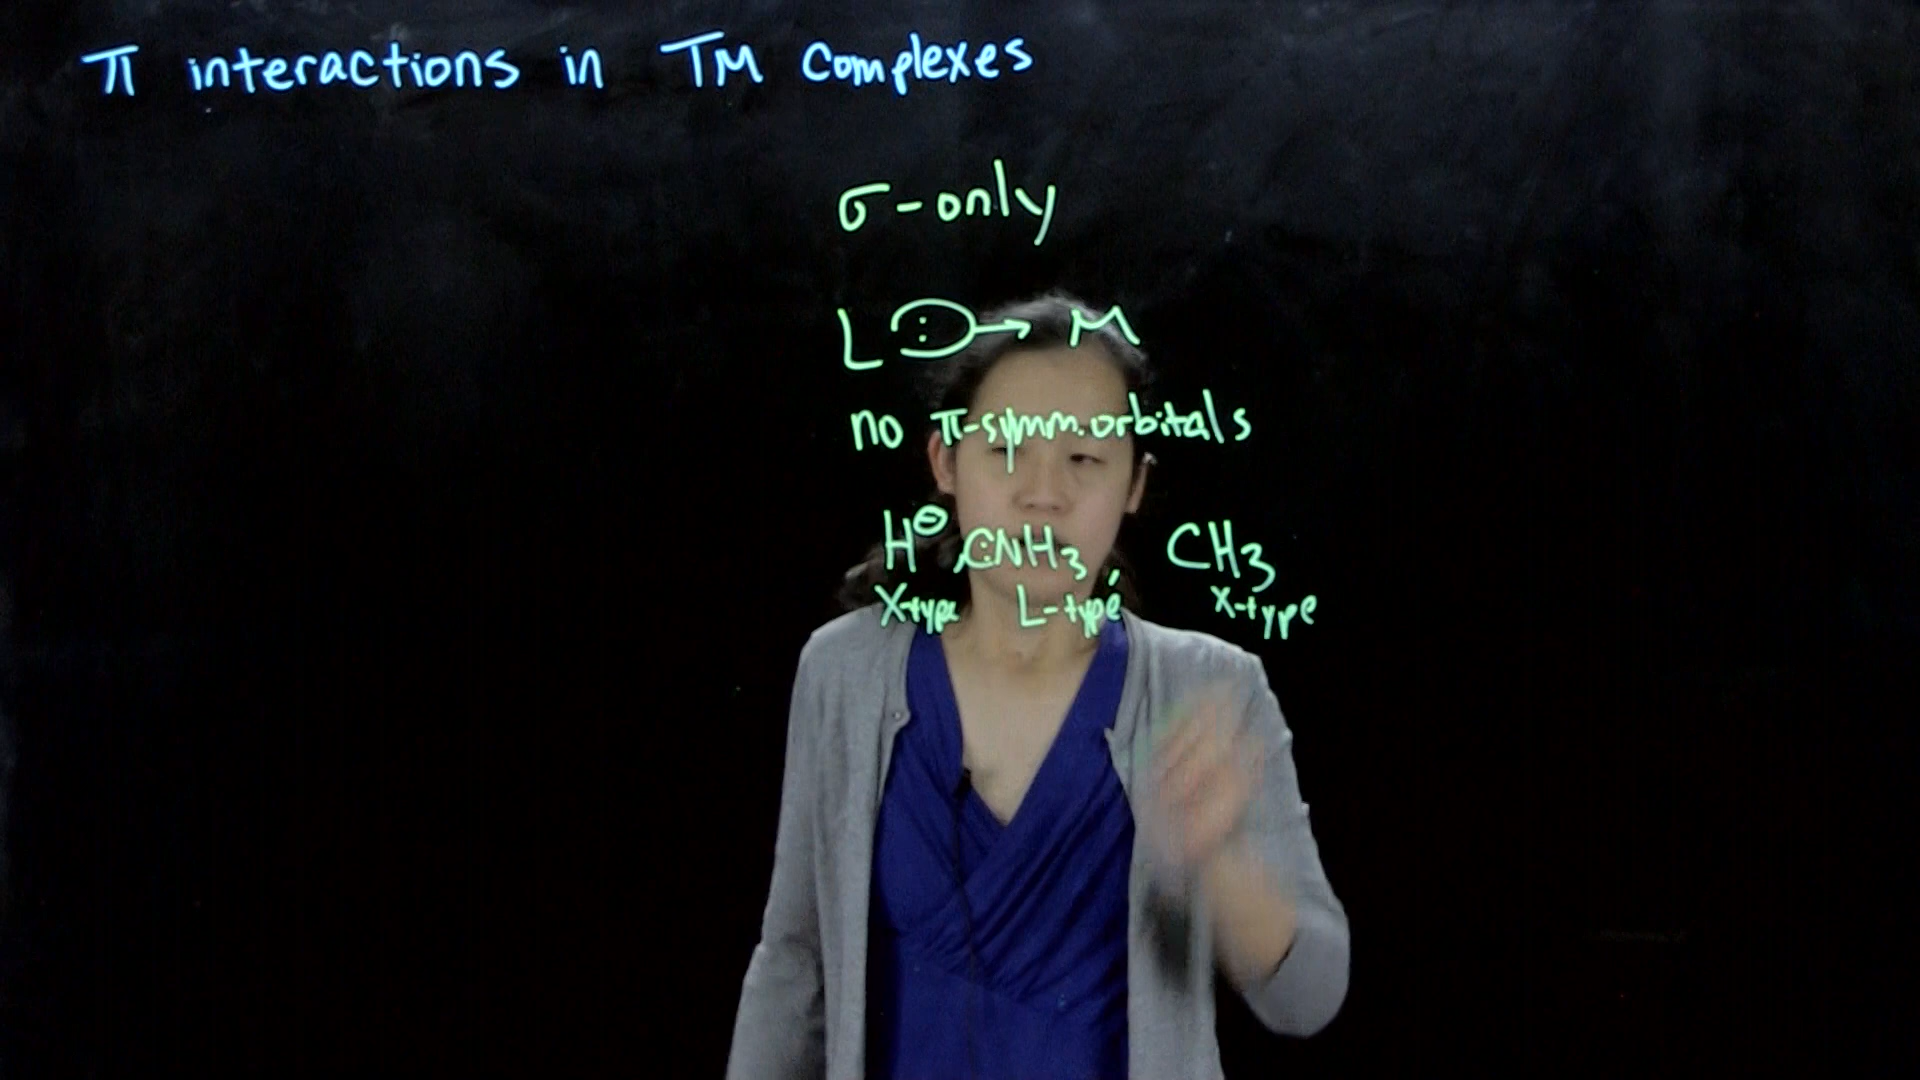 π interactions in TM complexes
σ-only
L : → M
no π-symm. orbitals
H⊖, :NH3, CH3
X-type L-type X-type